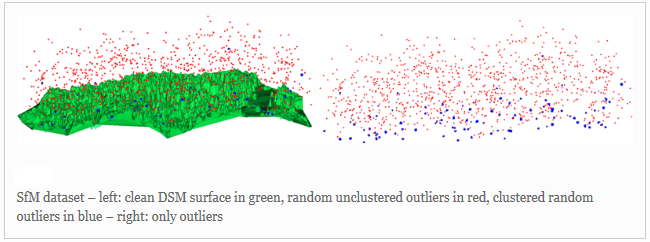 SfM dataset – left: clean DSM surface in green, random unclustered outliers in red, clustered random
outliers in blue – right: only outliers